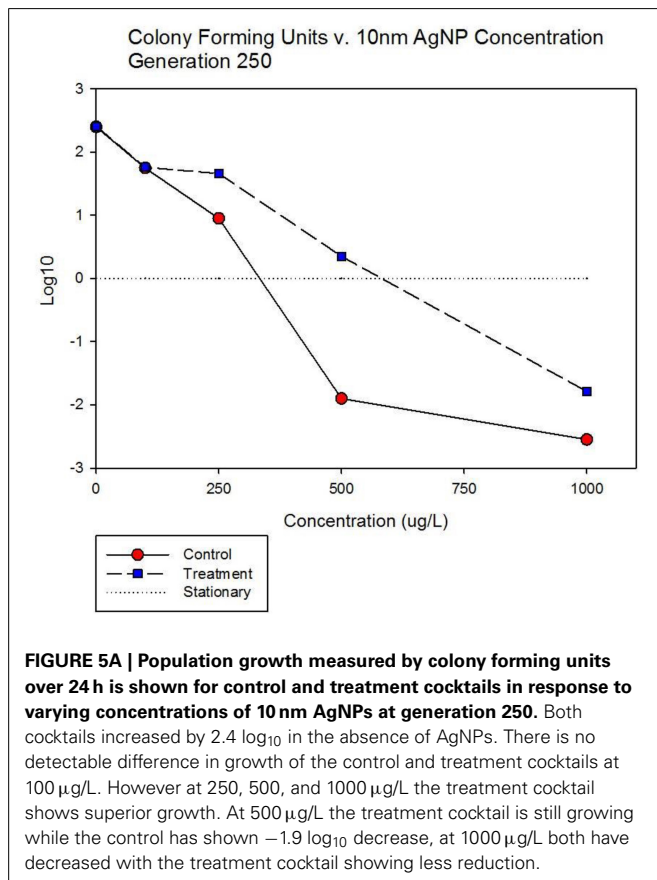 Colony Forming Units v. 10nm AgNP Concentration
Generation 250
3
2
1
0
-1
-2
-3
Log10
0
250
500
750
1000
Concentration (ug/L)
Control
Treatment
Stationary
FIGURE 5A | Population growth measured by colony forming units
over 24 h is shown for control and treatment cocktails in response to
varying concentrations of 10 nm AgNPs at generation 250. Both
cocktails increased by 2.4 log₁₀ in the absence of AgNPs. There is no
detectable difference in growth of the control and treatment cocktails at
100 μg/L. However at 250, 500, and 1000 μg/L the treatment cocktail
shows superior growth. At 500 μg/L the treatment cocktail is still growing
while the control has shown −1.9 log₁₀ decrease, at 1000 μg/L both have
decreased with the treatment cocktail showing less reduction.